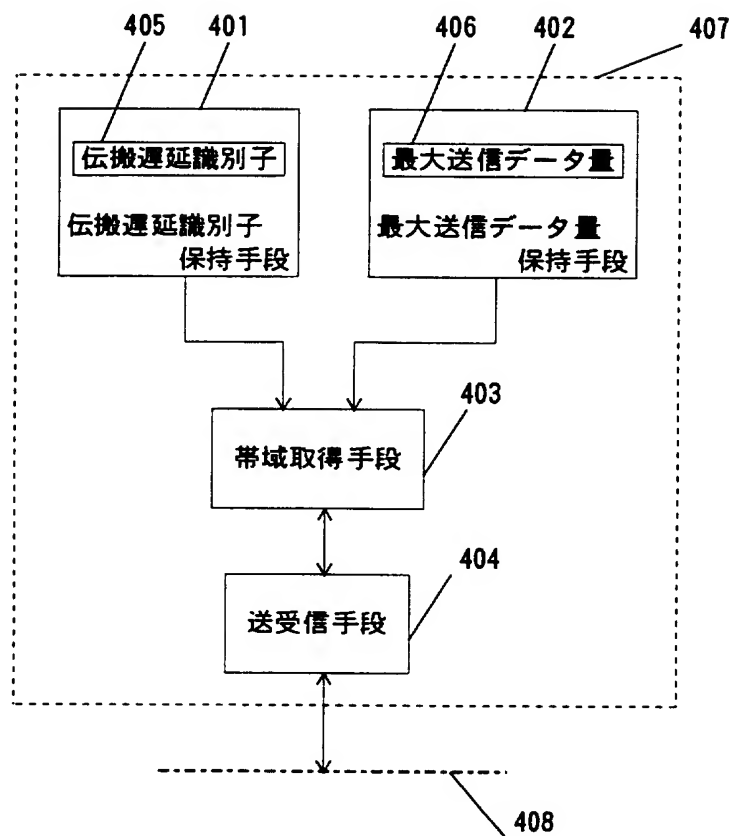 405
401
406
402
407
伝搬遅延識別子
伝搬遅延識別子
保持手段
最大送信データ量
最大送信データ量
保持手段
403
帯域取得手段
404
送受信手段
408